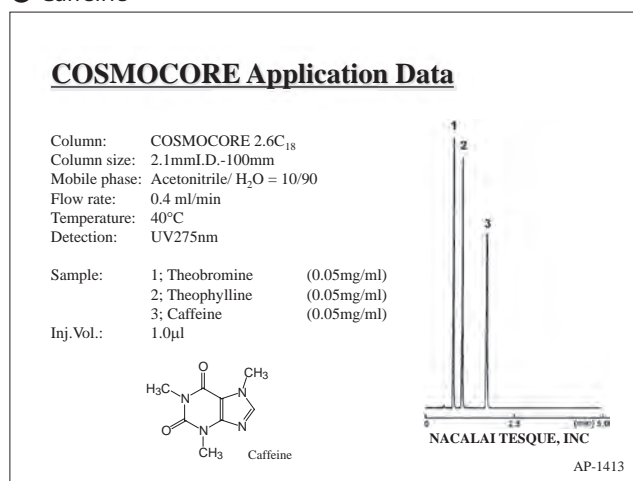 Caffeine
COSMOCORE Application Data
Column: COSMOCORE 2.6C18
Column size: 2.1mmI.D.-100mm
Mobile phase: Acetonitrile/ H2O = 10/90
Flow rate: 0.4 ml/min
Temperature: 40°C
Detection: UV275nm
Sample: 1; Theobromine (0.05mg/ml)
2; Theophylline (0.05mg/ml)
3; Caffeine (0.05mg/ml)
Inj.Vol.: 1.0µl
O
H3C
N
N
CH3
O
N
N
CH3
Caffeine
1
2
3
0 2.5 (min) 5.0
NACALAI TESQUE, INC
AP-1413